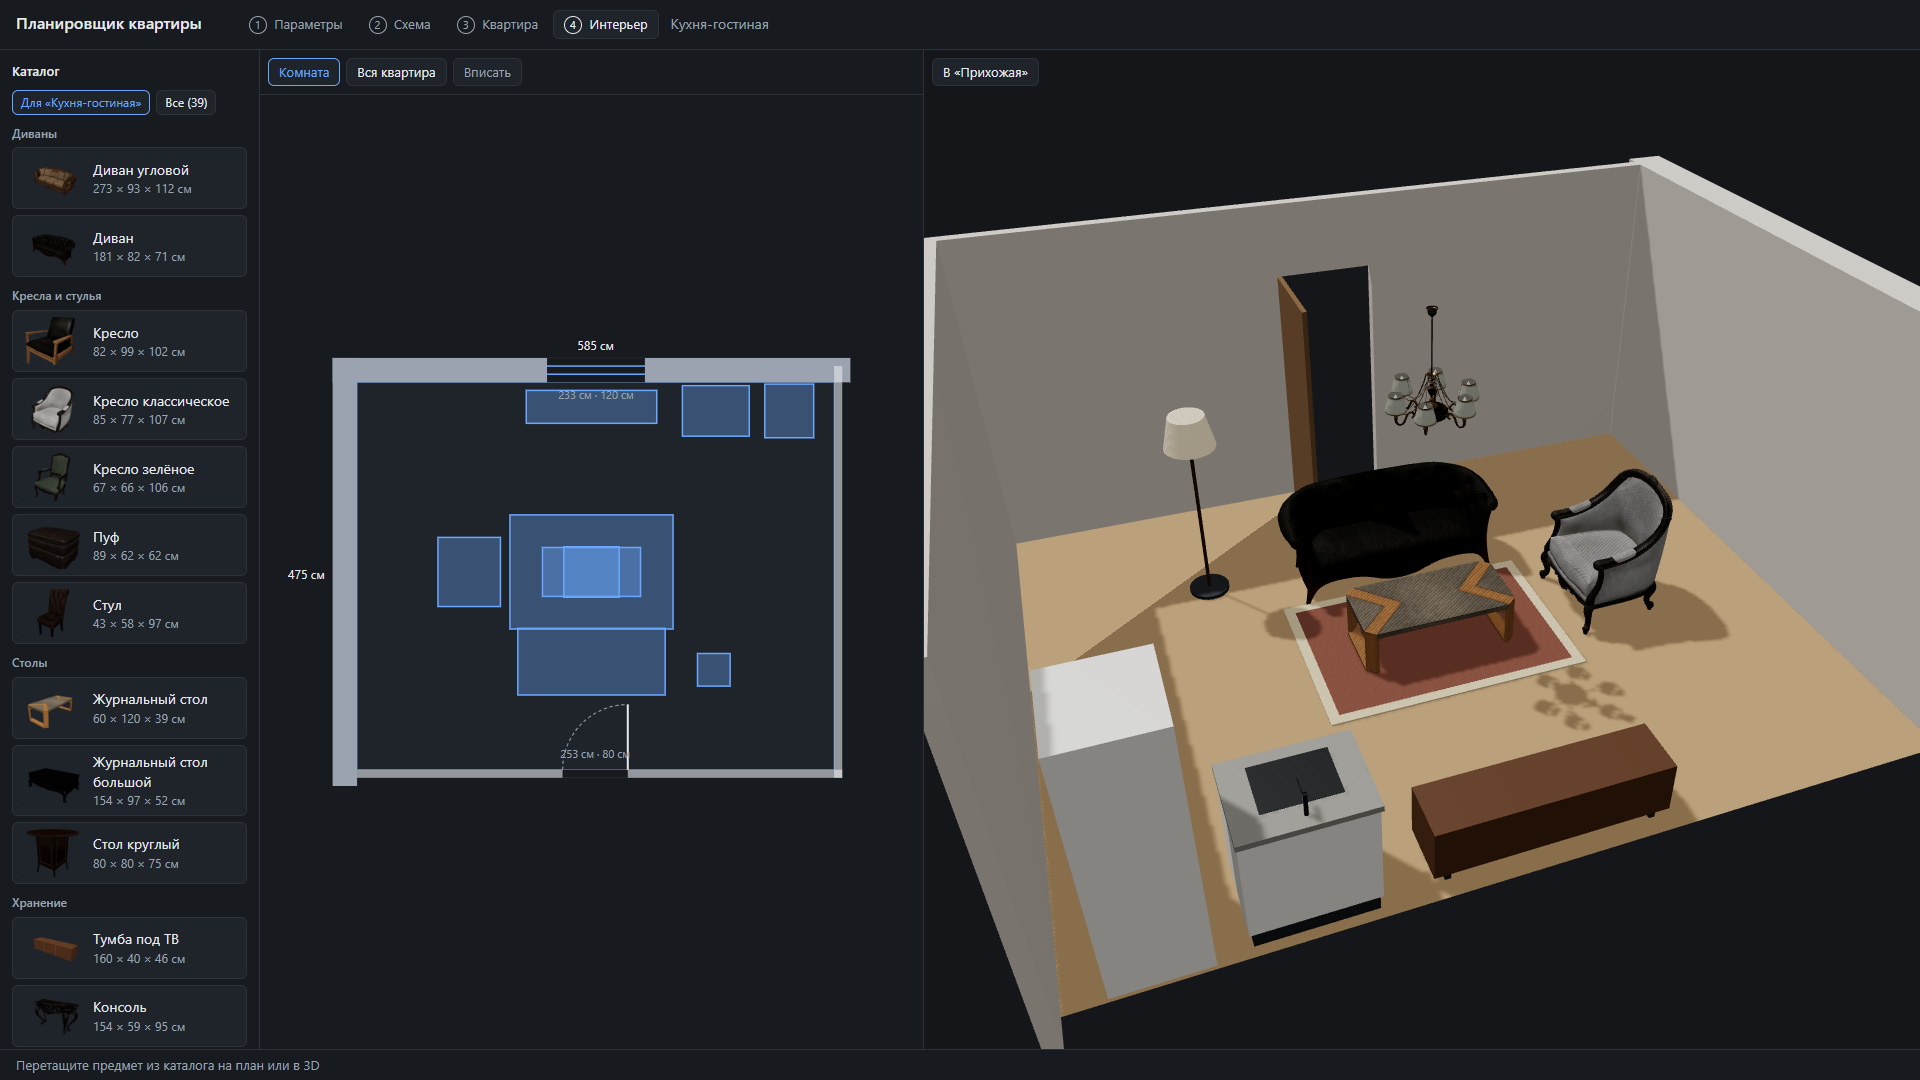 Планировщик квартиры
1 Параметры
2 Схема
3 Квартира
4 Интерьер
Кухня-гостиная
Каталог
Для «Кухня-гостиная»
Все (39)
Диваны
Диван угловой
273 × 93 × 112 см
Диван
181 × 82 × 71 см
Кресла и стулья
Кресло
82 × 99 × 102 см
Кресло классическое
85 × 77 × 107 см
Кресло зелёное
67 × 66 × 106 см
Пуф
89 × 62 × 62 см
Стул
43 × 58 × 97 см
Столы
Журнальный стол
60 × 120 × 39 см
Журнальный стол
большой
154 × 97 × 52 см
Стол круглый
80 × 80 × 75 см
Хранение
Тумба под ТВ
160 × 40 × 46 см
Консоль
154 × 59 × 95 см
Комната
Вся квартира
Вписать
585 см
233 см · 120 см
475 см
253 см · 80 см
В «Прихожая»
Перетащите предмет из каталога на план или в 3D